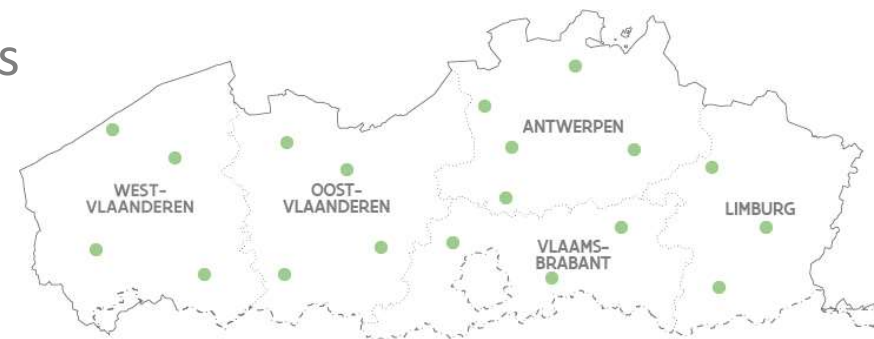 s
ANTWERPEN
WEST-
VLAANDEREN
OOST-
VLAANDEREN
LIMBURG
VLAAMS-
BRABANT